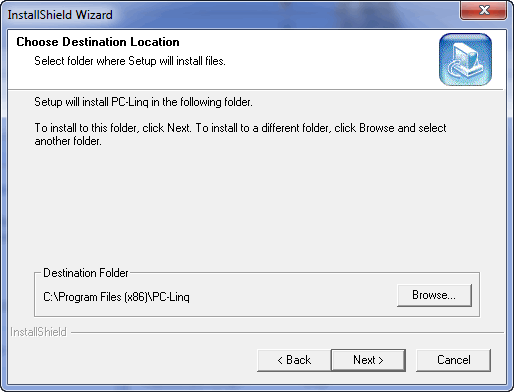 InstallShield Wizard
Choose Destination Location
Select folder where Setup will install files.
Setup will install PC-Linq in the following folder.
To install to this folder, click Next. To install to a different folder, click Browse and select
another folder.
Destination Folder
C:\Program Files (x86)\PC-Linq
Browse...
InstallShield
< Back
Next >
Cancel